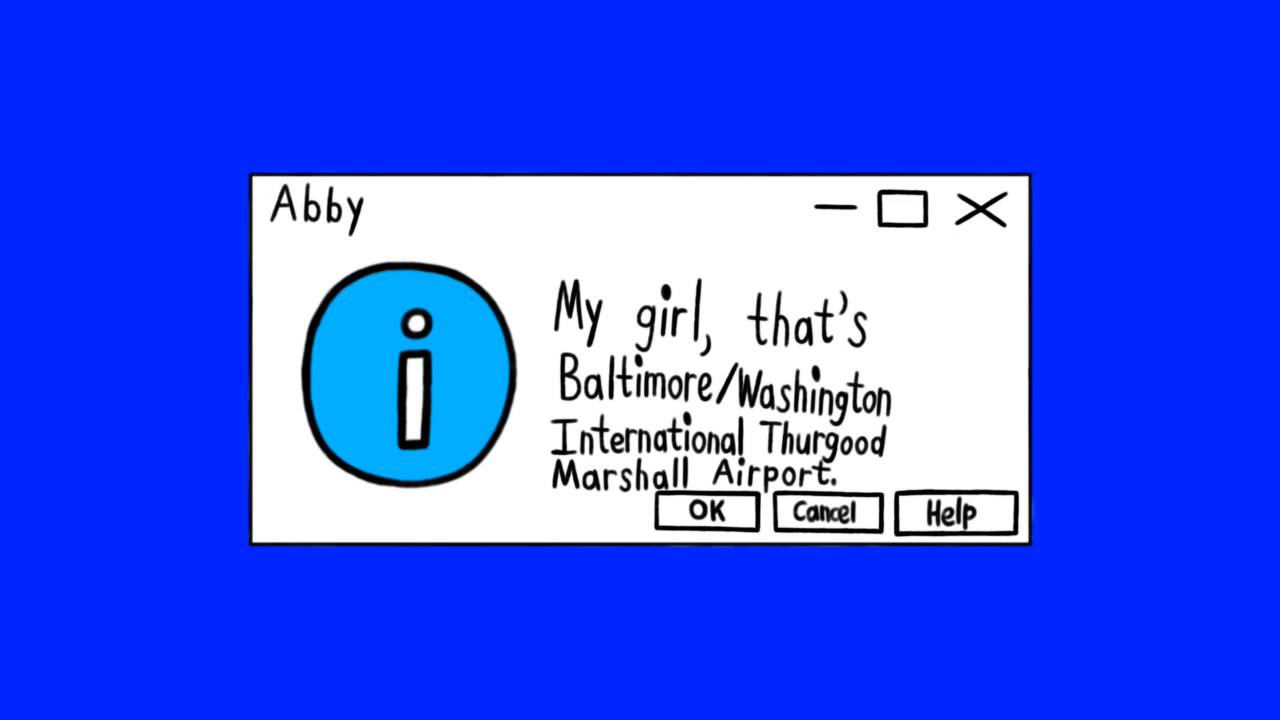 Abby
My girl, that's
Baltimore/Washington
International Thurgood
Marshall Airport.
OK Cancel Help